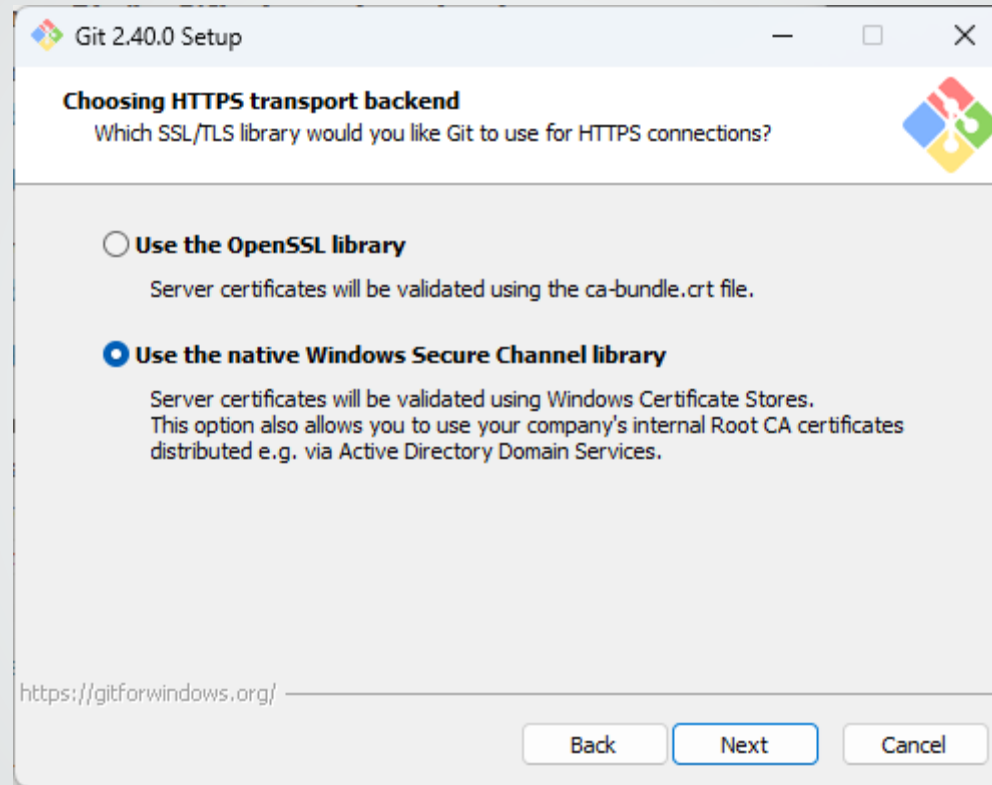 Git 2.40.0 Setup
Choosing HTTPS transport backend
Which SSL/TLS library would you like Git to use for HTTPS connections?
Use the OpenSSL library
Server certificates will be validated using the ca-bundle.crt file.
Use the native Windows Secure Channel library
Server certificates will be validated using Windows Certificate Stores.
This option also allows you to use your company's internal Root CA certificates
distributed e.g. via Active Directory Domain Services.
https://gitforwindows.org/
Back Next Cancel